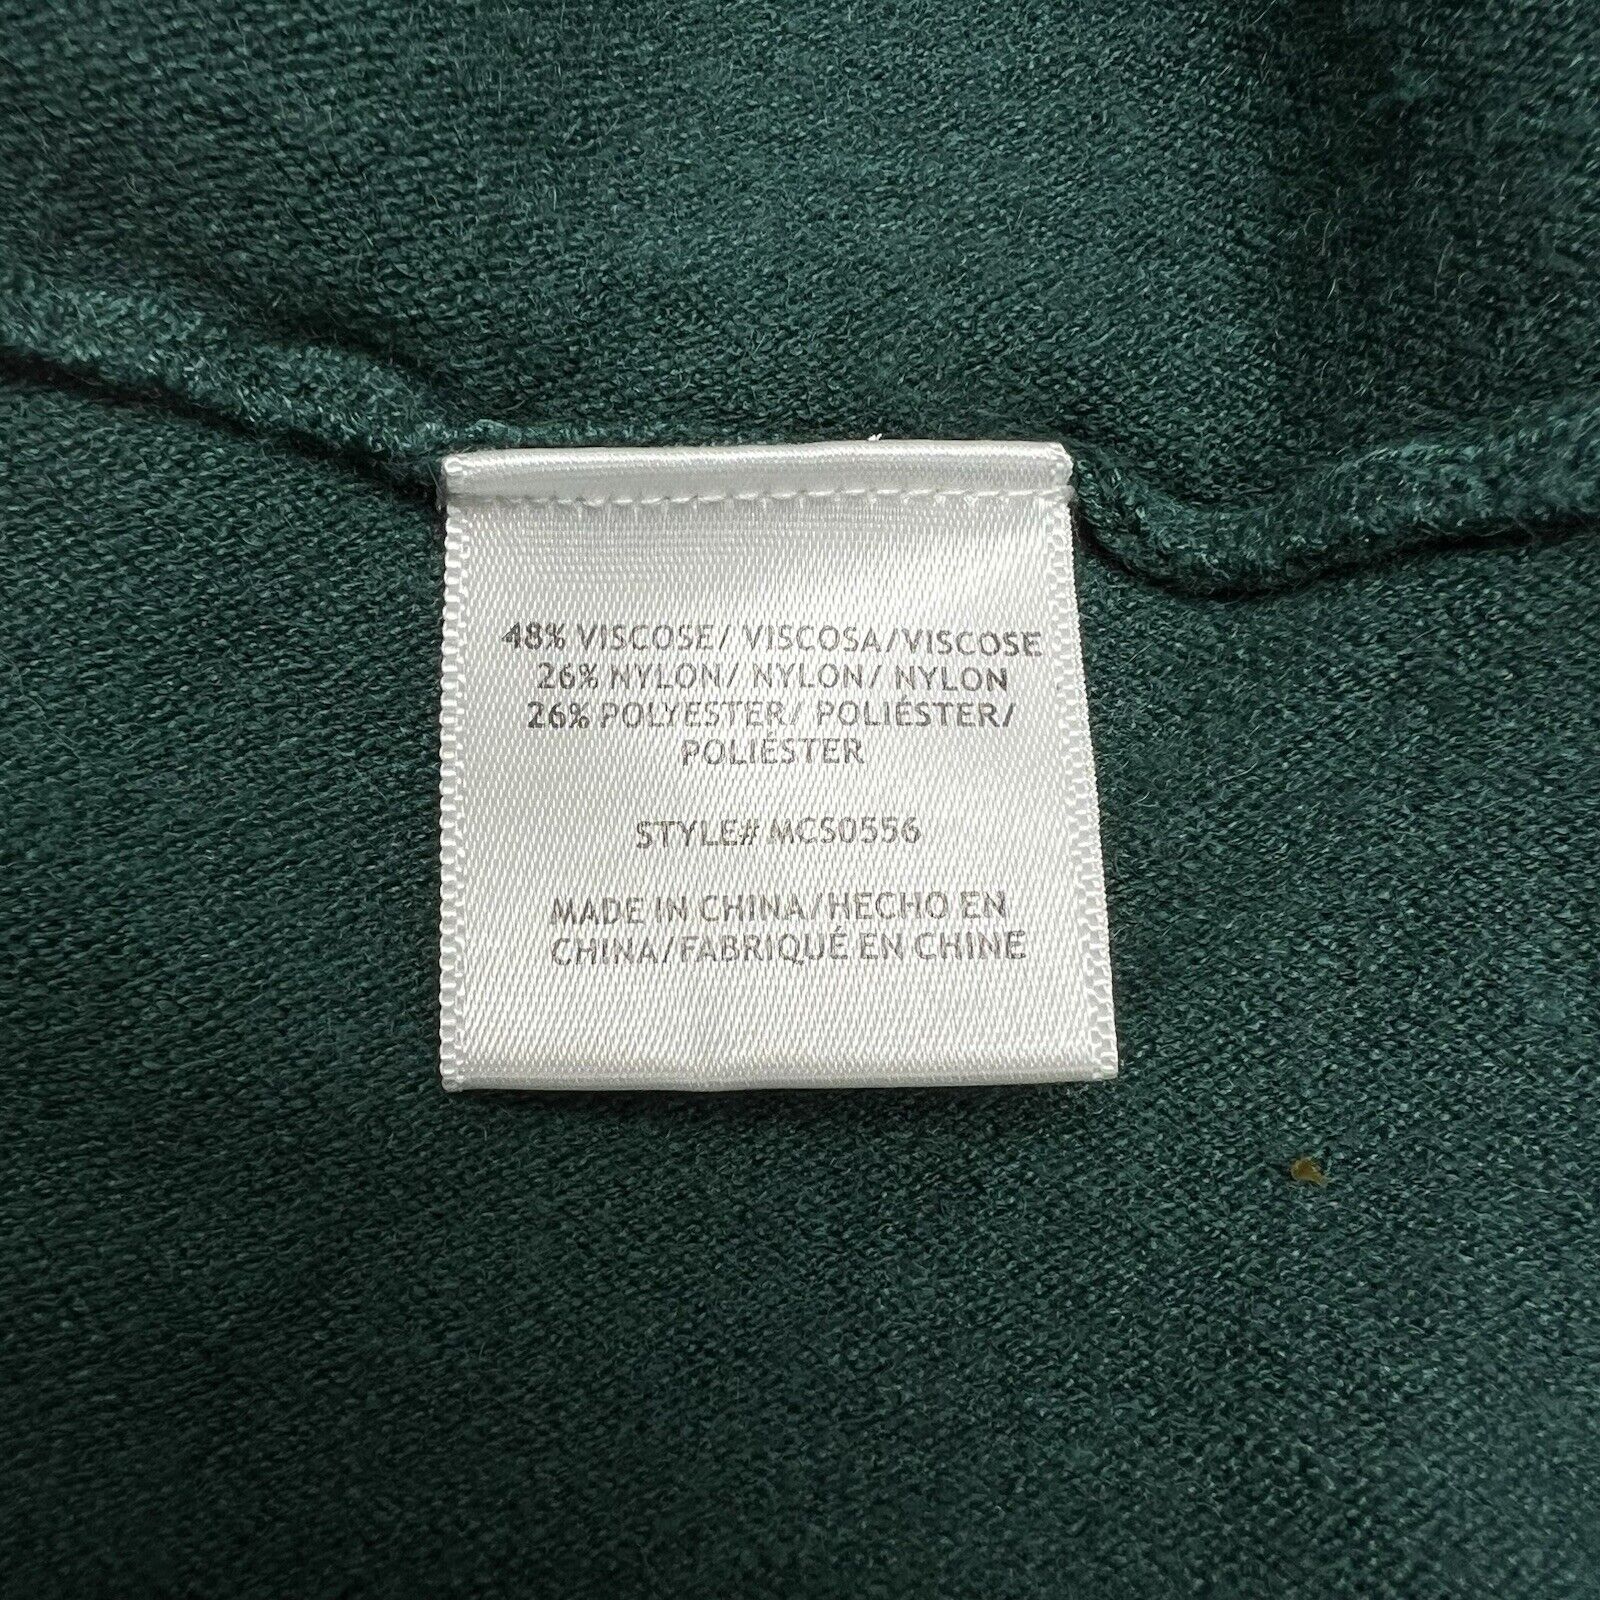 48% VISCOSE/ VISCOSA/VISCOSE
26% NYLON/ NYLON/ NYLON
26% POLYESTER/ POLIÉSTER/
POLIÉSTER
STYLE# MCS0556
MADE IN CHINA/HECHO EN
CHINA/FABRIQUÉ EN CHINE